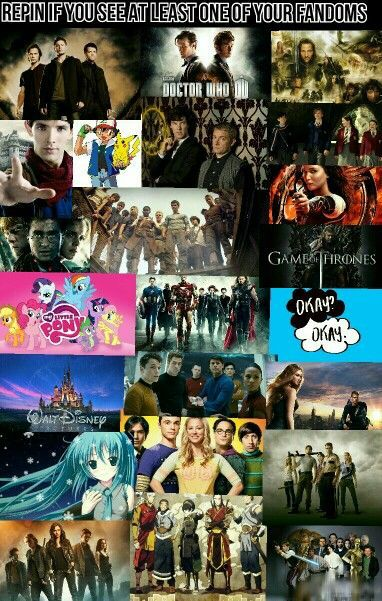 REPIN IF YOU SEE AT LEAST ONE OF YOUR FANDOMS
DOCTOR WHO
GAME OF THRONES
MY LITTLE
PONY
OKAY?
OKAY.
WALT DISNEY